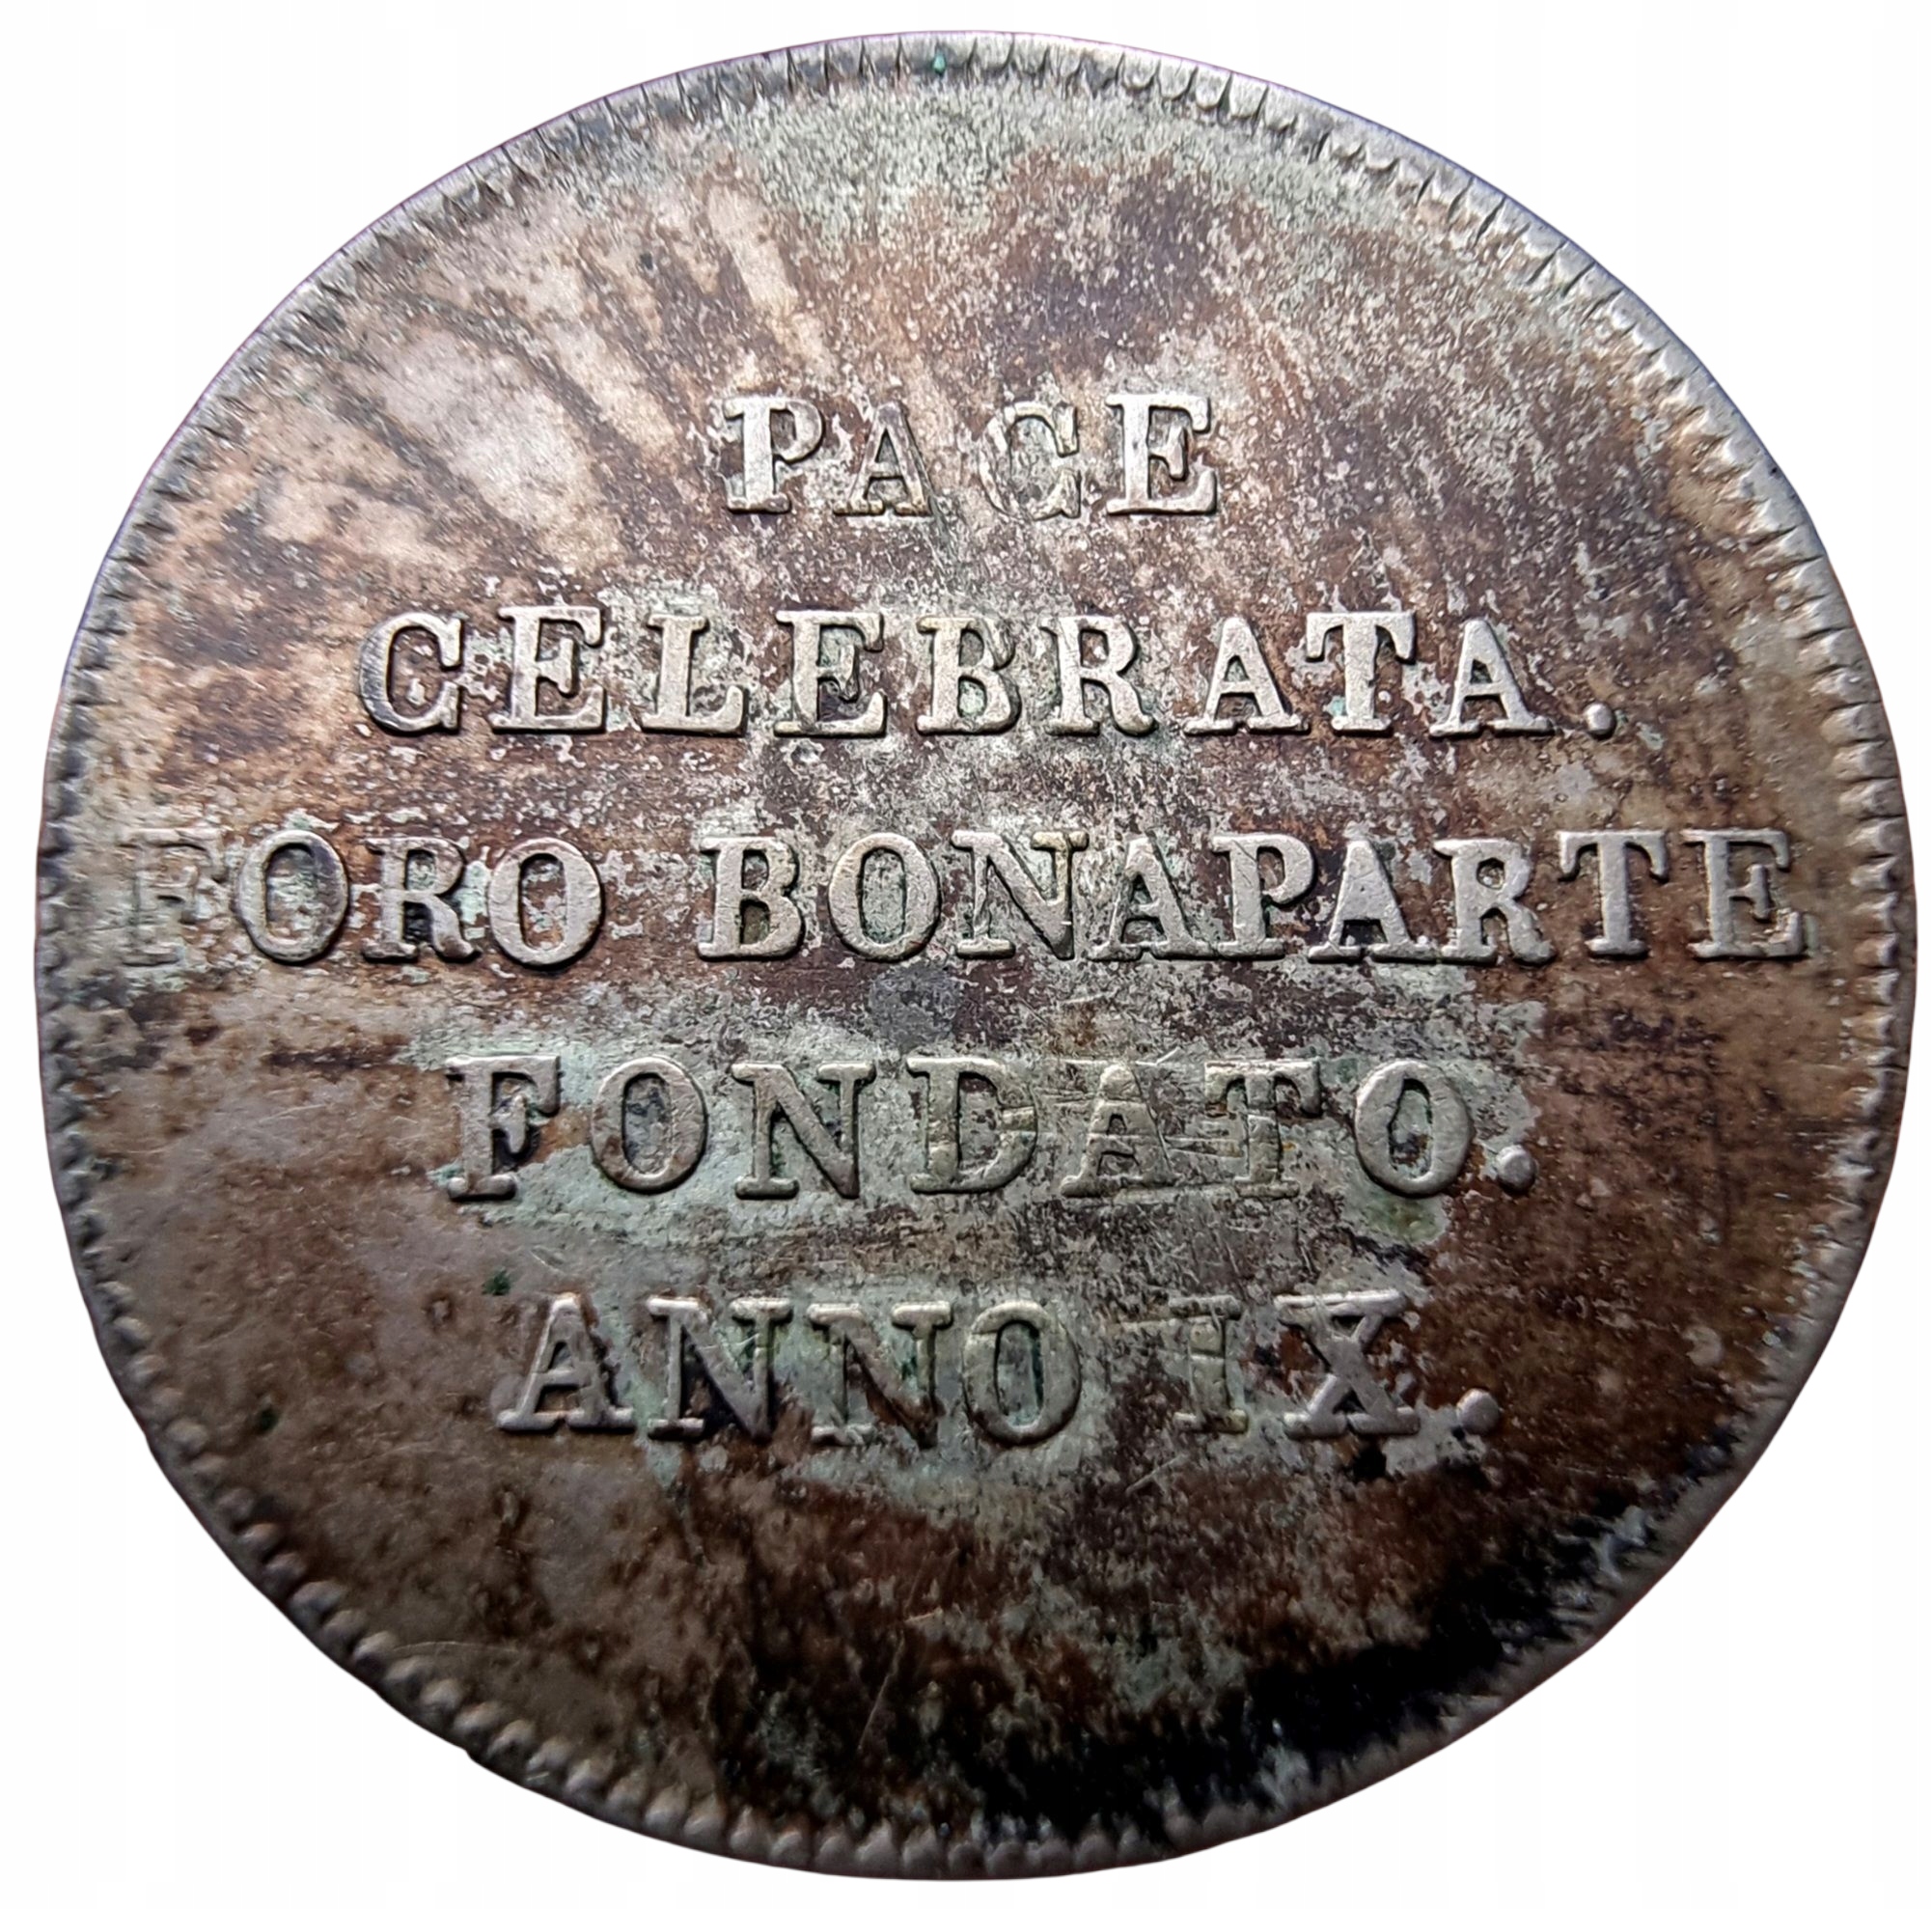 PACE
CELEBRATA.
FORO BONAPARTE
FONDATO.
ANNO IX.